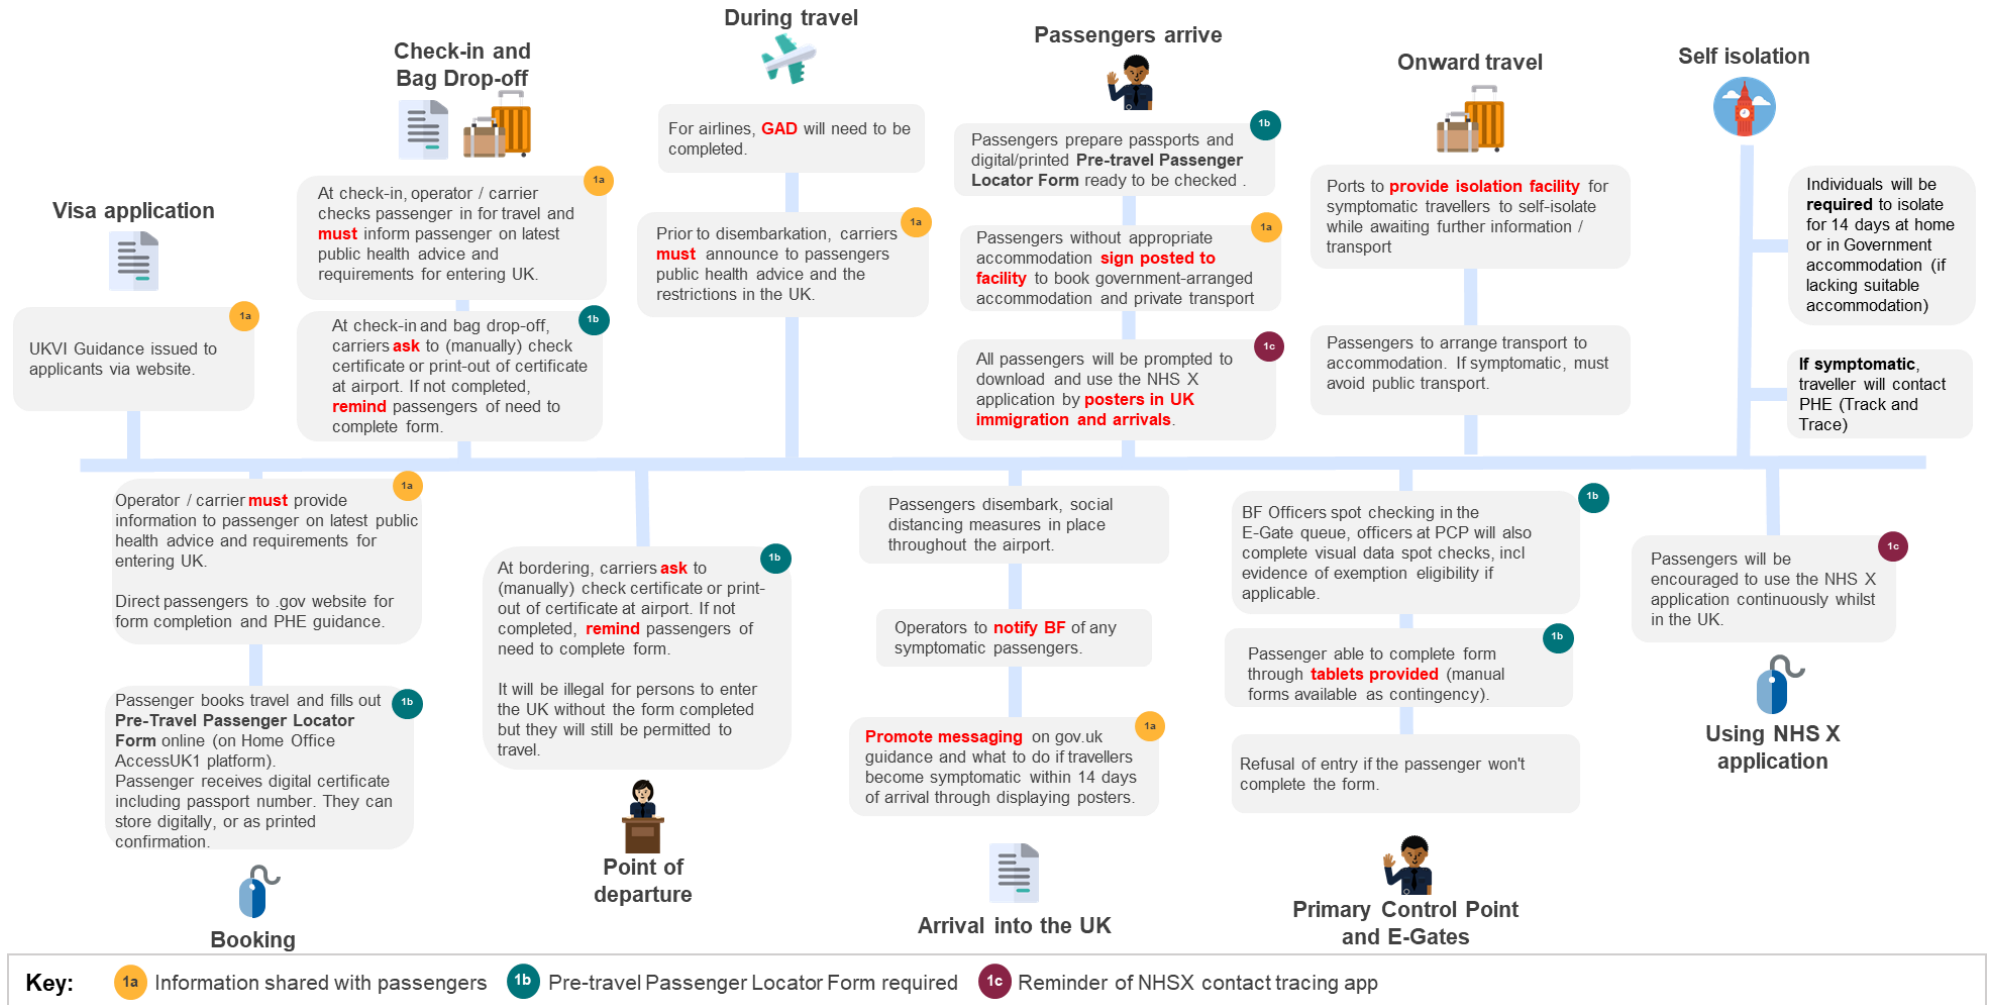 Visa application
1a
UKVI Guidance issued to
applicants via website.
Operator / carrier must provide
information to passenger on latest public
health advice and requirements for
entering UK.
Direct passengers to .gov website for
form completion and PHE guidance.
1a
Passenger books travel and fills out
Pre-Travel Passenger Locator
Form online (on Home Office
AccessUK1 platform).
Passenger receives digital certificate
including passport number. They can
store digitally, or as printed
confirmation.
1b
Booking
Check-in and
Bag Drop-off
1a
At check-in, operator / carrier
checks passenger in for travel and
must inform passenger on latest
public health advice and
requirements for entering UK.
1b
At check-in and bag drop-off,
carriers ask to (manually) check
certificate or print-out of certificate
at airport. If not completed,
remind passengers of need to
complete form.
1b
At bordering, carriers ask to
(manually) check certificate or print-
out of certificate at airport. If not
completed, remind passengers of
need to complete form.
It will be illegal for persons to enter
the UK without the form completed
but they will still be permitted to
travel.
Point of
departure
During travel
For airlines, GAD will need to be
completed.
1a
Prior to disembarkation, carriers
must announce to passengers
public health advice and the
restrictions in the UK.
Passengers disembark, social
distancing measures in place
throughout the airport.
Operators to notify BF of any
symptomatic passengers.
1a
Promote messaging on gov.uk
guidance and what to do if travellers
become symptomatic within 14 days
of arrival through displaying posters.
Arrival into the UK
Passengers arrive
1b
Passengers prepare passports and
digital/printed Pre-travel Passenger
Locator Form ready to be checked .
1a
Passengers without appropriate
accommodation sign posted to
facility to book government-arranged
accommodation and private transport
1c
All passengers will be prompted to
download and use the NHS X
application by posters in UK
immigration and arrivals.
1b
BF Officers spot checking in the
E-Gate queue, officers at PCP will also
complete visual data spot checks, incl
evidence of exemption eligibility if
applicable.
1b
Passenger able to complete form
through tablets provided (manual
forms available as contingency).
Refusal of entry if the passenger won't
complete the form.
Primary Control Point
and E-Gates
Onward travel
Ports to provide isolation facility for
symptomatic travellers to self-isolate
while awaiting further information /
transport
Passengers to arrange transport to
accommodation. If symptomatic, must
avoid public transport.
Self isolation
Individuals will be
required to isolate
for 14 days at home
or in Government
accommodation (if
lacking suitable
accommodation)
If symptomatic,
traveller will contact
PHE (Track and
Trace)
1c
Passengers will be
encouraged to use the NHS X
application continuously whilst
in the UK.
Using NHS X
application
Key: 1a Information shared with passengers 1b Pre-travel Passenger Locator Form required 1c Reminder of NHSX contact tracing app